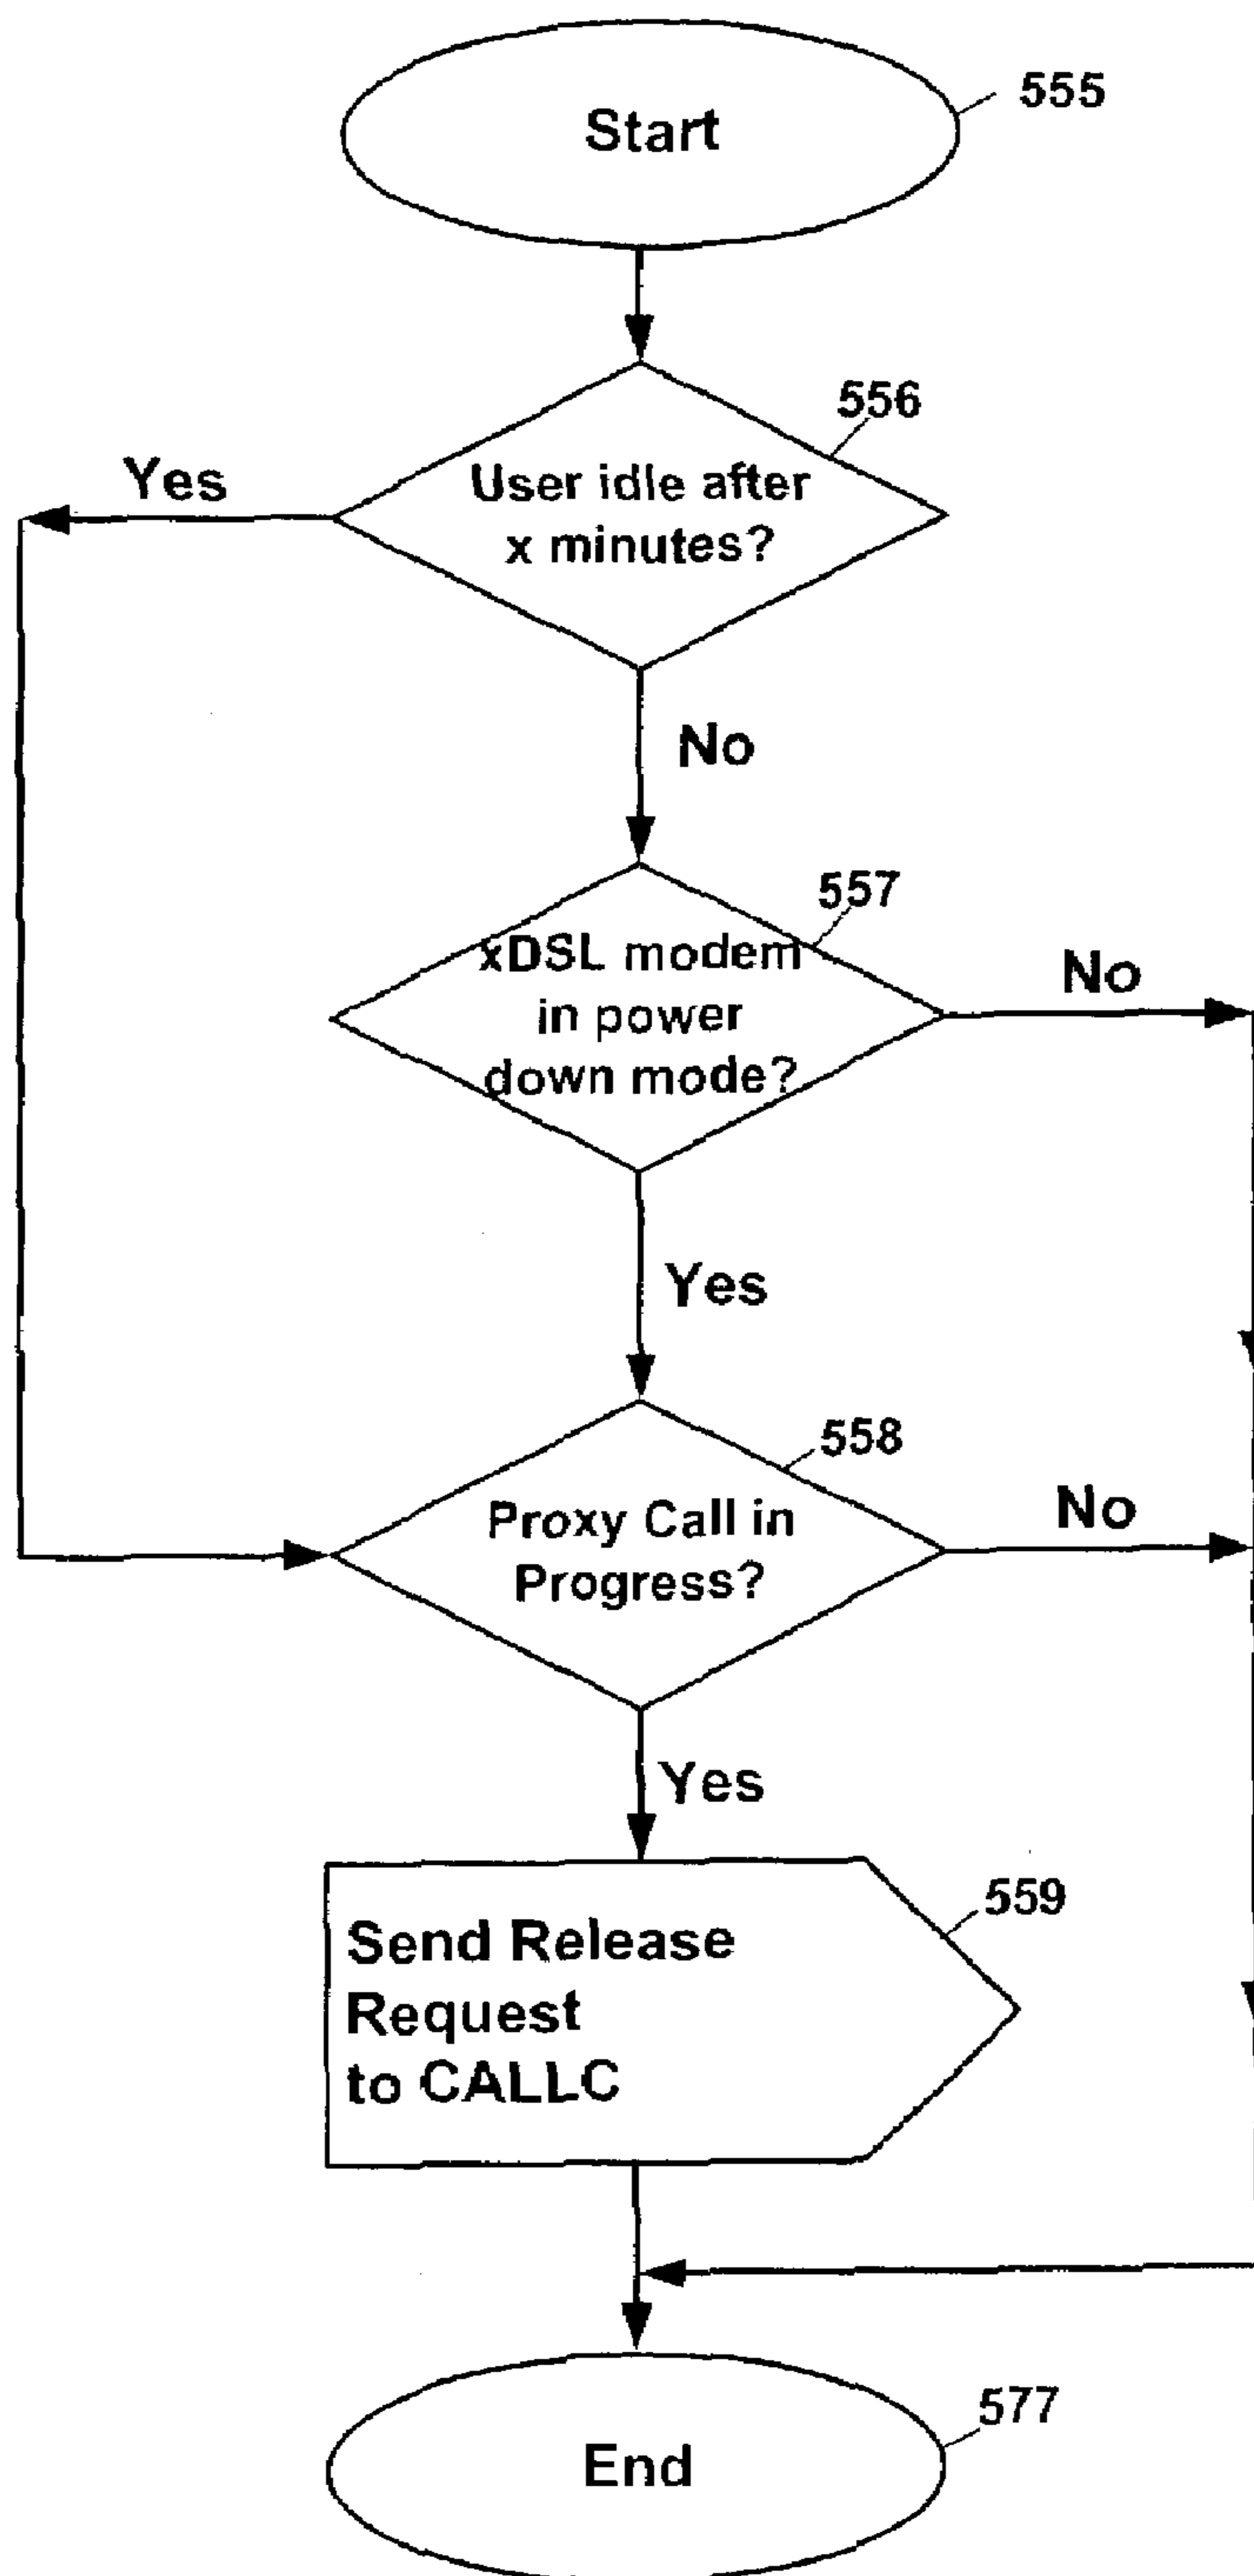 Start
555
556
Yes
User idle after
x minutes?
No
557
xDSL modem
in power
down mode?
No
Yes
558
Proxy Call in
Progress?
No
Yes
559
Send Release
Request
to CALLC
577
End